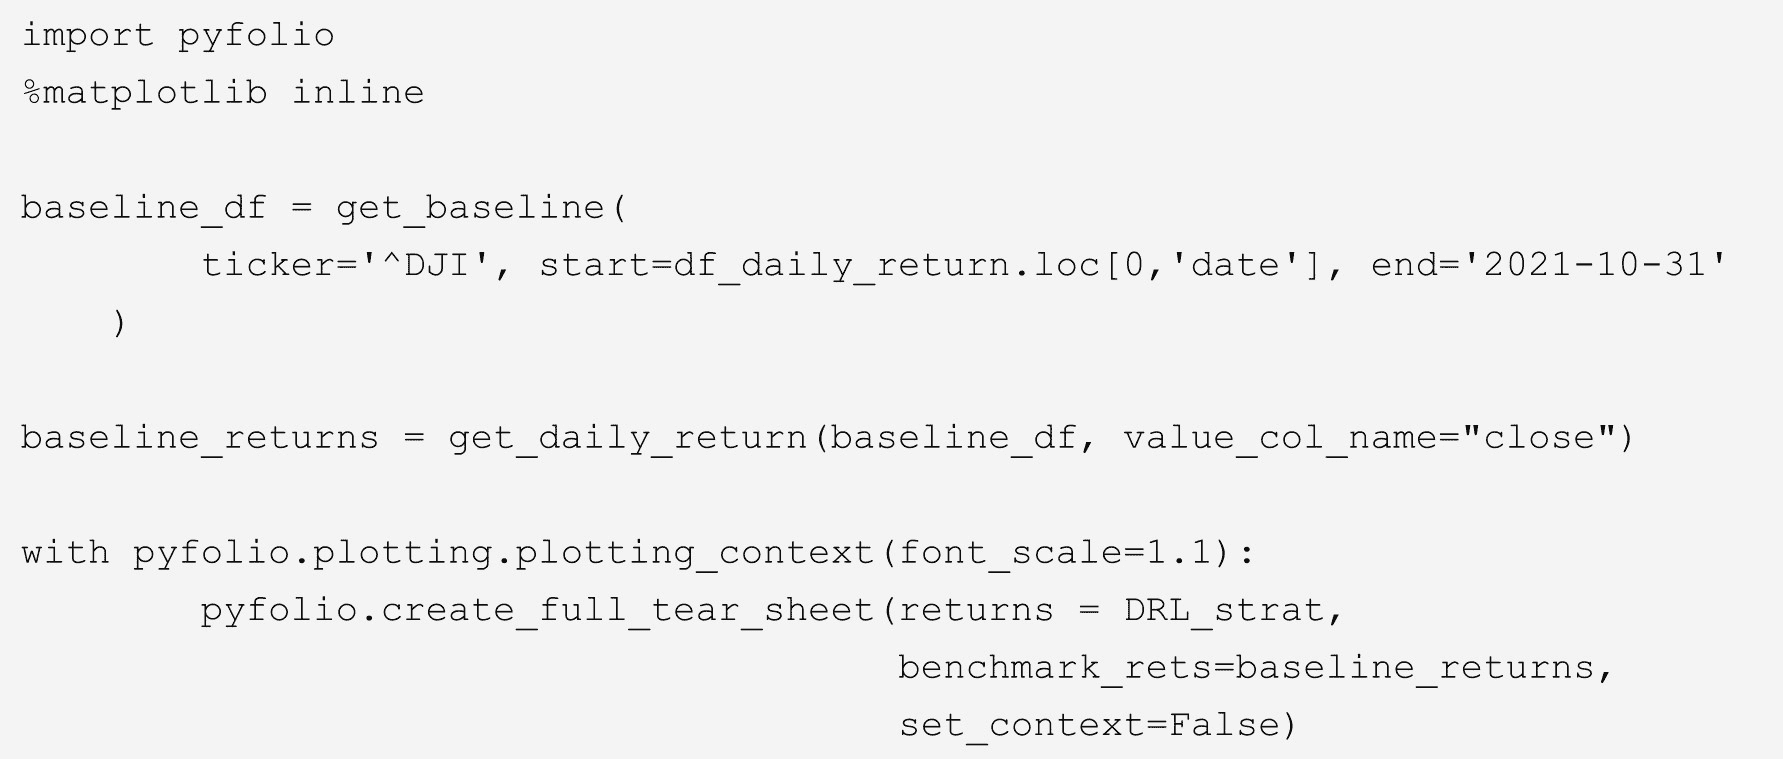 import pyfolio
%matplotlib inline
baseline_df = get_baseline(
        ticker='^DJI', start=df_daily_return.loc[0,'date'], end='2021-10-31'
    )
baseline_returns = get_daily_return(baseline_df, value_col_name="close")
with pyfolio.plotting.plotting_context(font_scale=1.1):
        pyfolio.create_full_tear_sheet(returns = DRL_strat,
                                       benchmark_rets=baseline_returns,
                                       set_context=False)